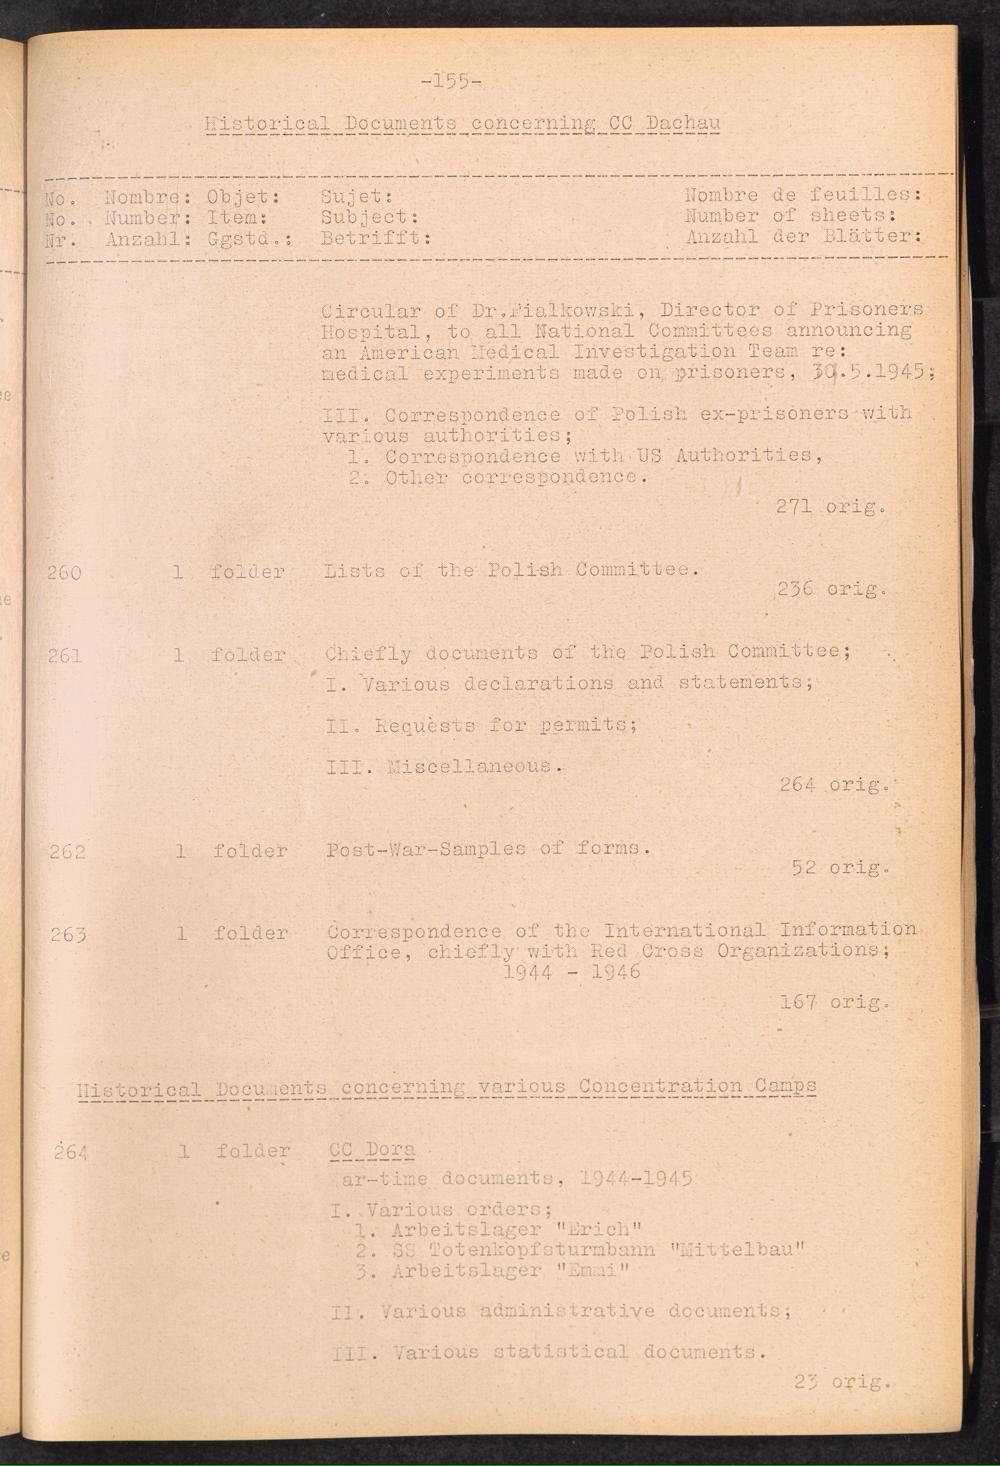 -155-
Historical Documents concerning CC Dachau
No. Nombre: Objet: Sujet: Nombre de feuilles:
No. Number: Item: Subject: Number of sheets:
Nr. Anzahl: Ggstd.: Betrifft: Anzahl der Blätter:
Circular of Dr.Fialkowski, Director of Prisoners
Hospital, to all National Committees announcing
an American Medical Investigation Team re:
medical experiments made on prisoners, .5.1945;
III. Correspondence of Polish ex-prisoners with
various authorities;
1. Correspondence with US Authorities,
2. Other correspondence.
271 orig.
260 1 folder Lists of the Polish Committee.
236 orig.
261 1 folder Chiefly documents of the Polish Committee;
I. Various declarations and statements;
II. Requests for permits;
III. Miscellaneous.
264 orig.
262 1 folder Post-War-Samples of forms.
52 orig.
263 1 folder Correspondence of the International Information
Office, chiefly with Red Cross Organizations;
1944 - 1946
167 orig.
Historical Documents concerning various Concentration Camps
264 1 folder CC Dora
War-time documents, 1944-1945
I. Various orders;
1. Arbeitslager "Erich"
2. SS Totenkopfsturmbann "Mittelbau"
3. Arbeitslager "Emmi"
II. Various administrative documents;
III. Various statistical documents.
23 orig.